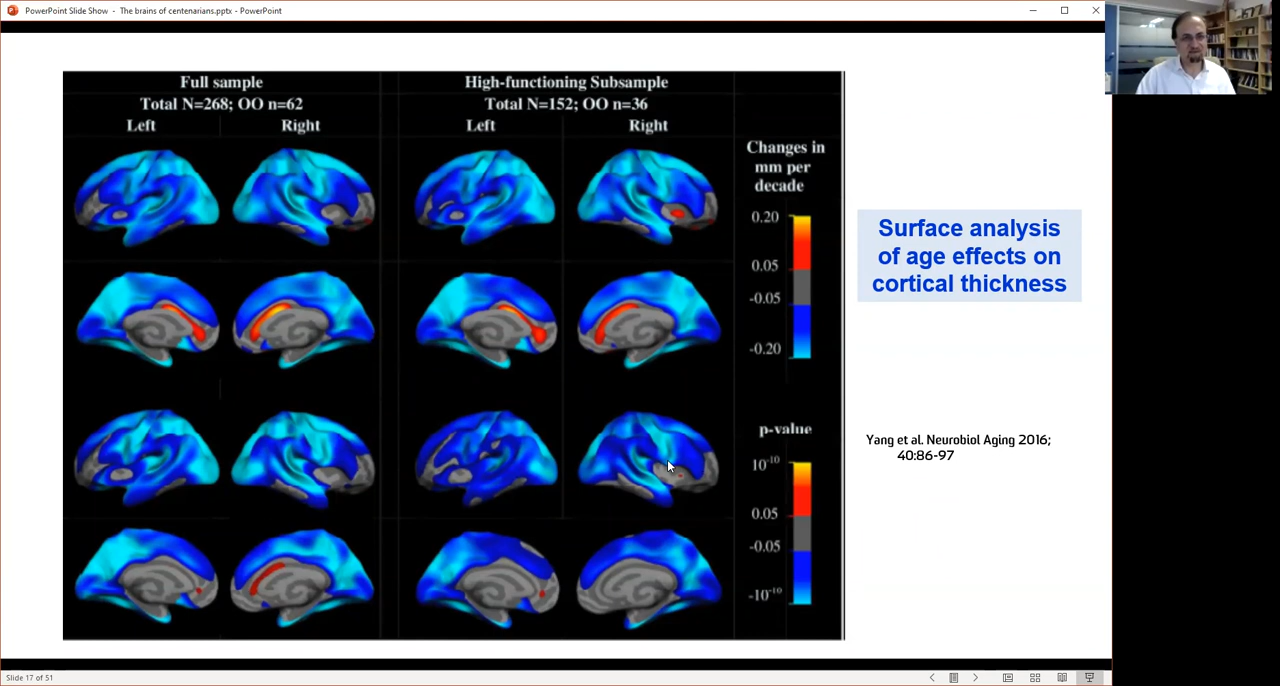 PowerPoint Slide Show - The brains of centenarians.pptx - PowerPoint
Full sample
Total N=268; OO n=62
Left Right
High-functioning Subsample
Total N=152; OO n=36
Left Right
Changes in
mm per
decade
0.20
0.05
-0.05
-0.20
p-value
10⁻¹⁰
0.05
-0.05
-10⁻¹⁰
Surface analysis
of age effects on
cortical thickness
Yang et al. Neurobiol Aging 2016;
40:86-97
Slide 17 of 51